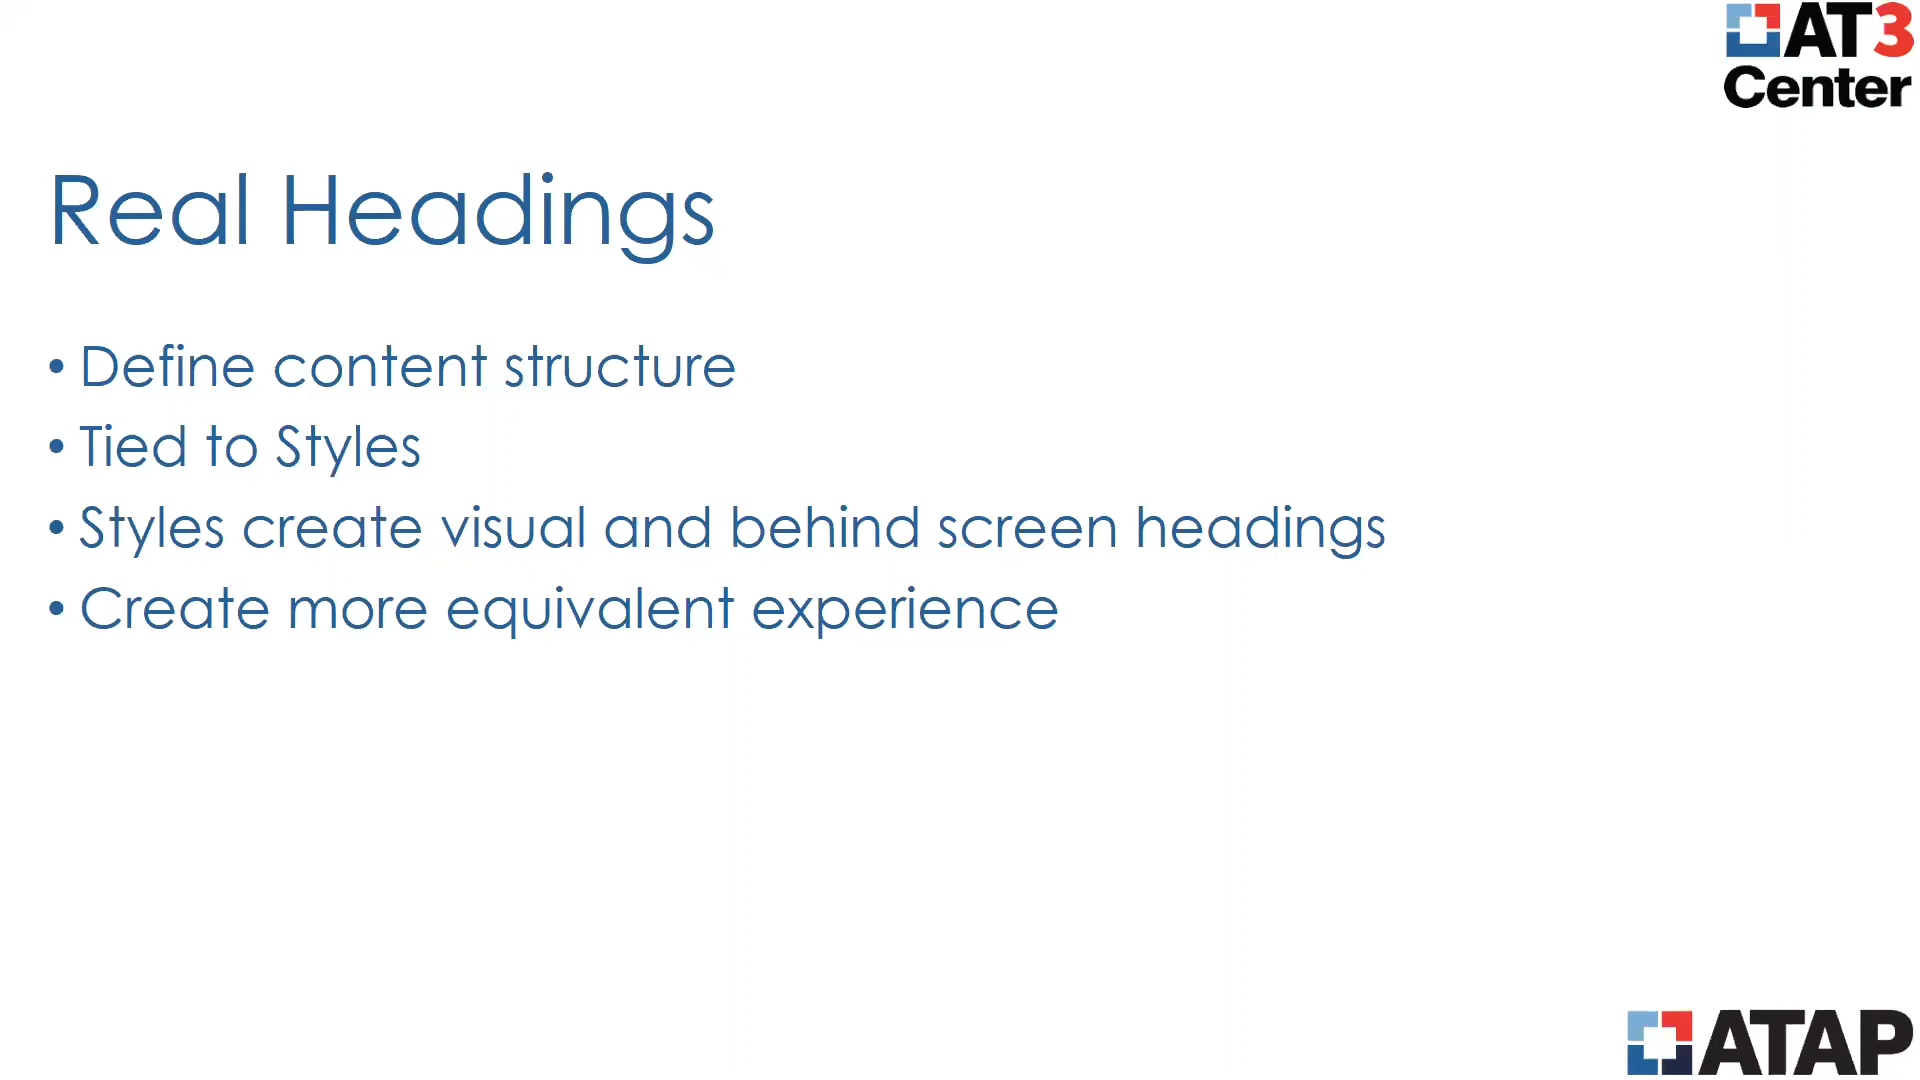 AT3
Center
Real Headings
• Define content structure
• Tied to Styles
• Styles create visual and behind screen headings
• Create more equivalent experience
ATAP